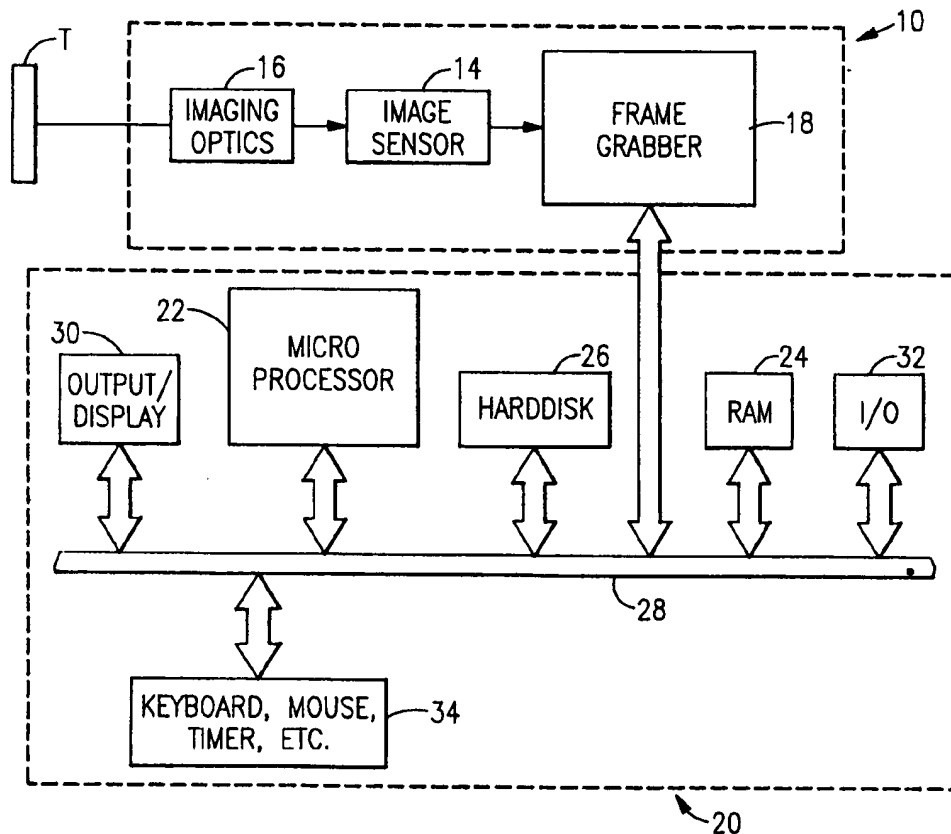 T
10
16
14
IMAGING
OPTICS
IMAGE
SENSOR
FRAME
GRABBER
18
22
30
MICRO
PROCESSOR
OUTPUT/
DISPLAY
26
HARDDISK
24
RAM
32
I/O
28
KEYBOARD, MOUSE,
TIMER, ETC.
34
20